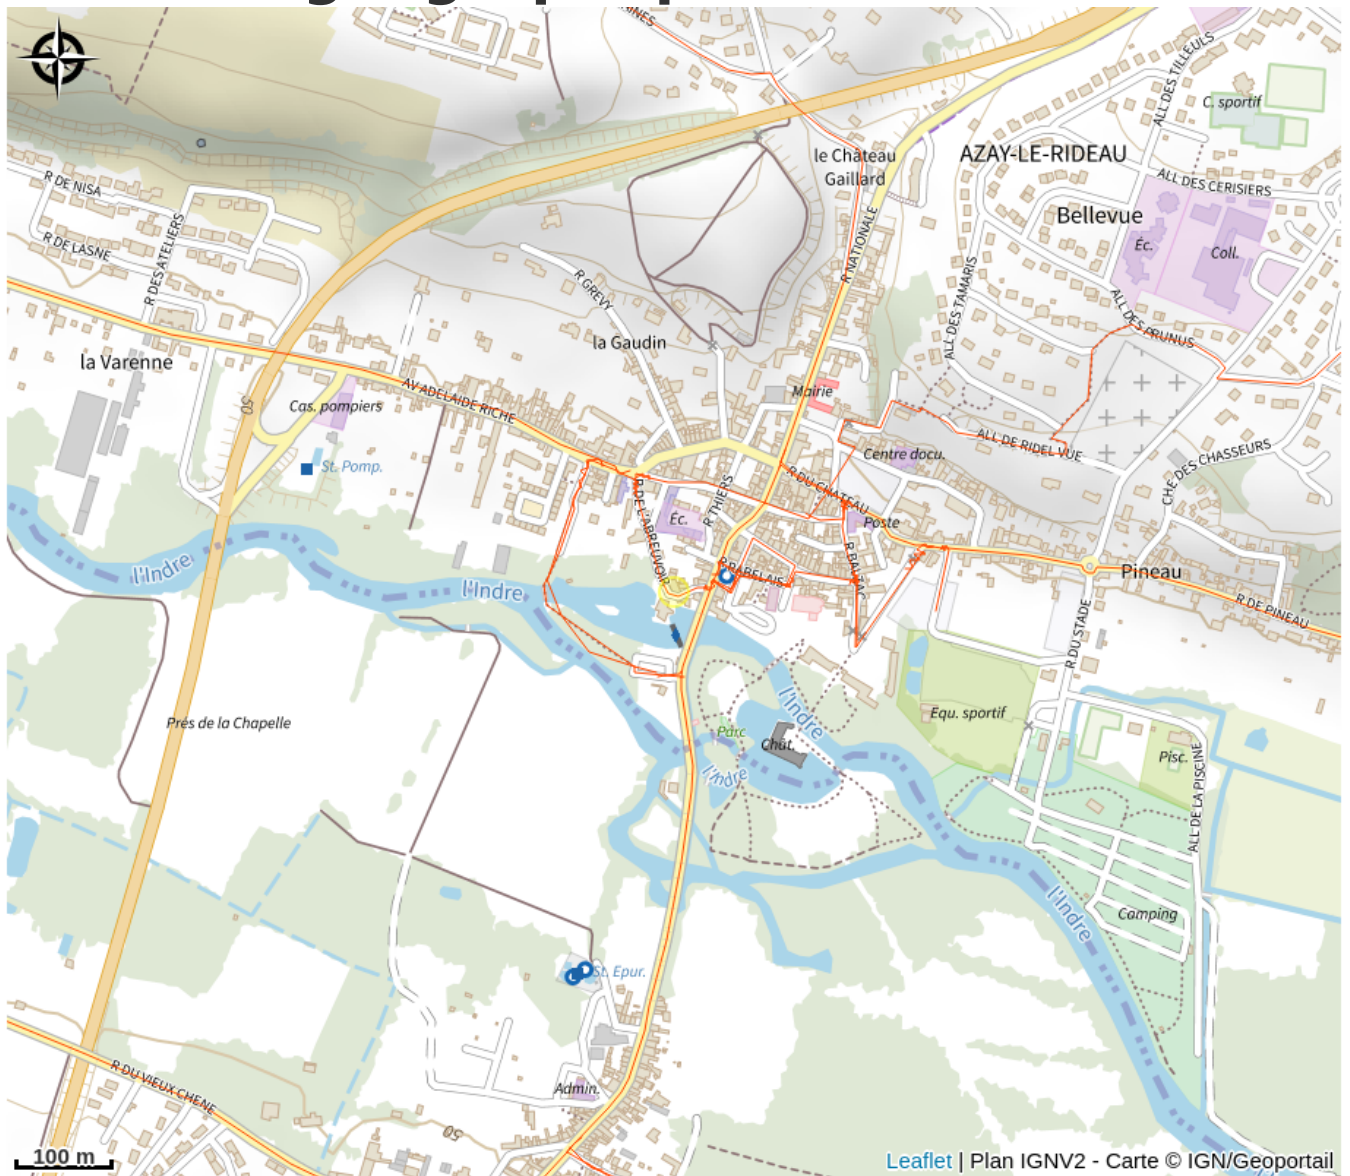 C. sportif
ALL DES TILLEULS
le Château
Gaillard
AZAY-LE-RIDEAU
R DE NISA
ALL DES CERISIERS
Bellevue
R DE LASNE
R DES ATELIERS
R NATIONALE
Éc.
Coll.
R GREVY
ALL DES TAMARIS
ALL DES PRUNUS
la Gaudin
la Varenne
AV ADELAIDE RICHE
Mairie
50
Cas. pompiers
ALL DE RIDEL VUE
Centre docu.
CHE DES CHASSEURS
St. Pomp.
R DU CHATEAU
R THIERS
R DE L'ABREUVOIR
Éc.
Poste
R BALZAC
R RABELAIS
l'Indre
l'Indre
Pineau
R DE PINEAU
R DU STADE
l'Indre
Prés de la Chapelle
Equ. sportif
Parc
Chât.
l'Indre
Pisc.
ALL DE LA PISCINE
l'Indre
Camping
St. Epur.
R DU VIEUX CHENE
Admin.
50
100 m
Leaflet | Plan IGNV2 - Carte © IGN/Geoportail